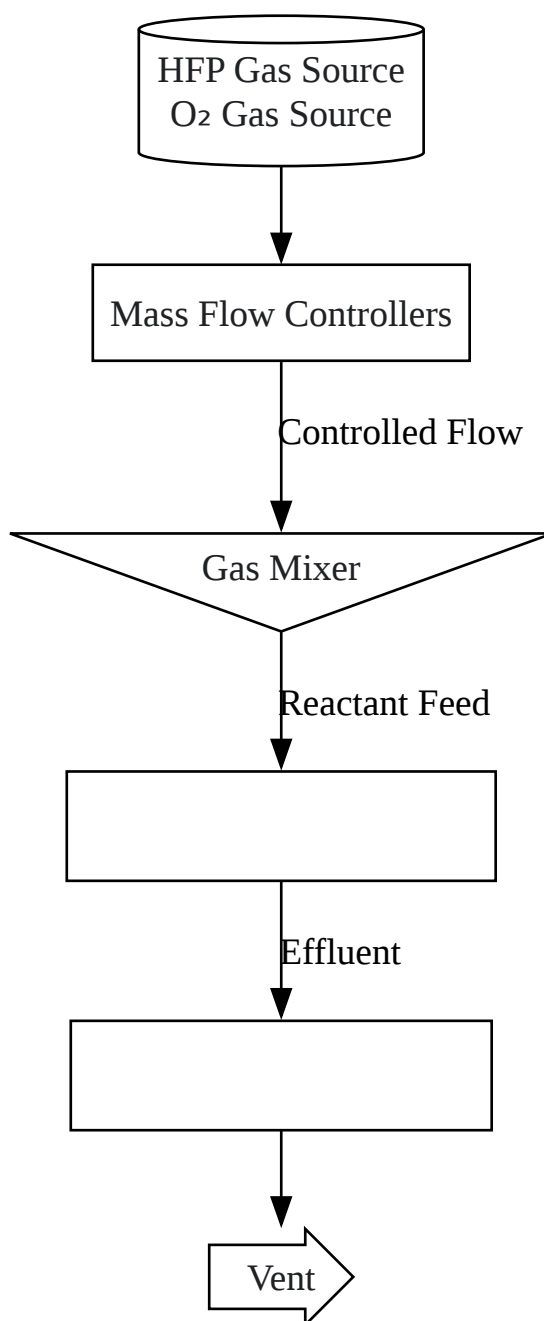 HFP Gas Source
O₂ Gas Source
Mass Flow Controllers
Controlled Flow
Gas Mixer
Reactant Feed
Effluent
Vent